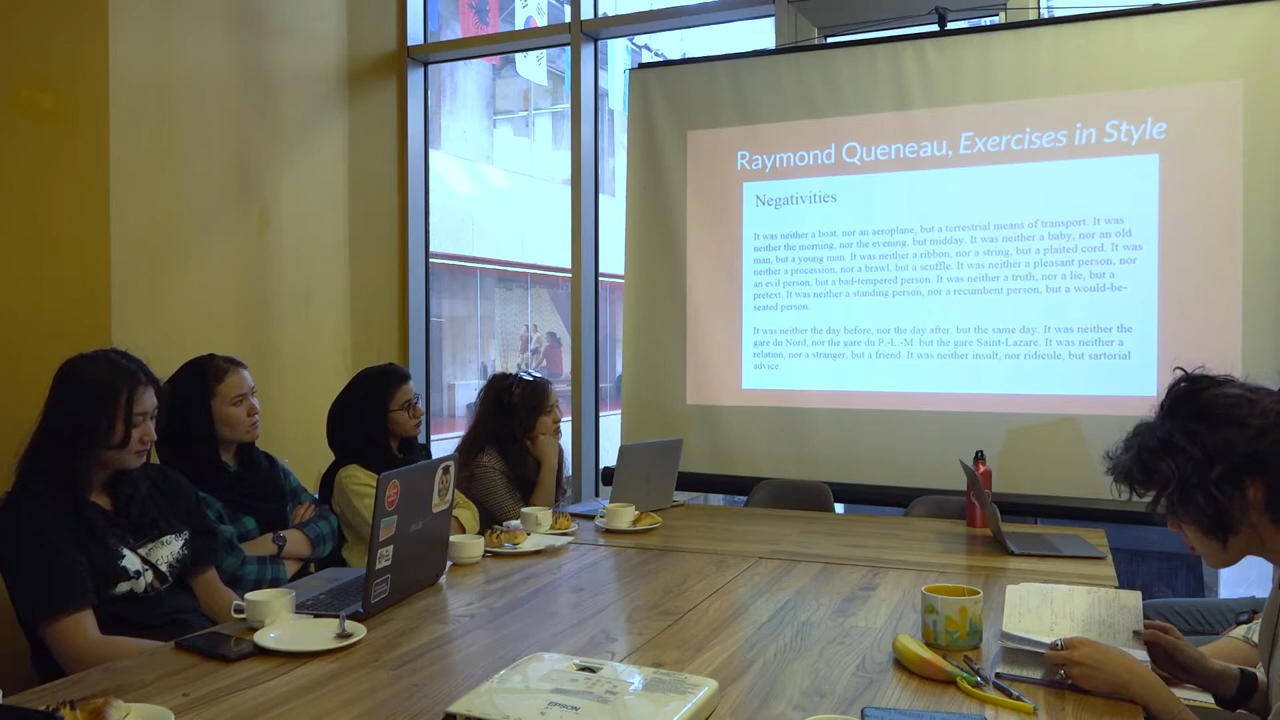 Raymond Queneau, Exercises in Style
Negativities
It was neither a boat, nor an aeroplane, but a terrestrial means of transport. It was
neither the morning, nor the evening, but midday. It was neither a baby, nor an old
man, but a young man. It was neither a ribbon, nor a string, but a plaited cord. It was
neither a procession, nor a brawl, but a scuffle. It was neither a pleasant person, nor
an evil person, but a bad-tempered person. It was neither a truth, nor a lie, but a
pretext. It was neither a standing person, nor a recumbent person, but a would-be-
seated person.
It was neither the day before, nor the day after, but the same day. It was neither the
gare du Nord, nor the gare du P.-L.-M. but the gare Saint-Lazare. It was neither a
relation, nor a stranger, but a friend. It was neither insult, nor ridicule, but sartorial
advice.
EPSON